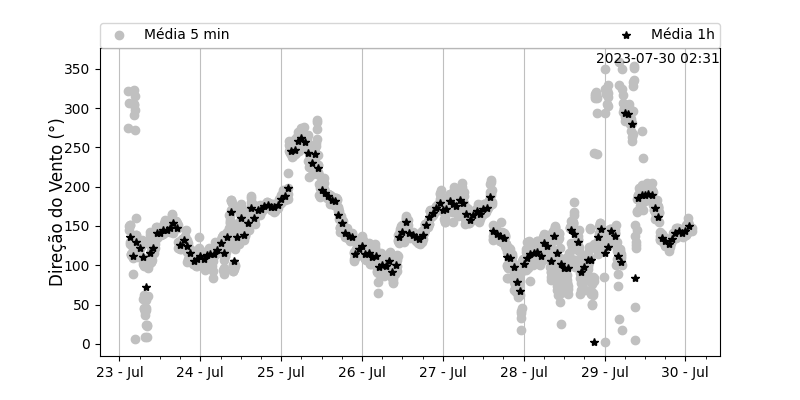 Média 5 min
Média 1h
2023-07-30 02:31
Direção do Vento (°)
350
300
250
200
150
100
50
0
23 - Jul
24 - Jul
25 - Jul
26 - Jul
27 - Jul
28 - Jul
29 - Jul
30 - Jul